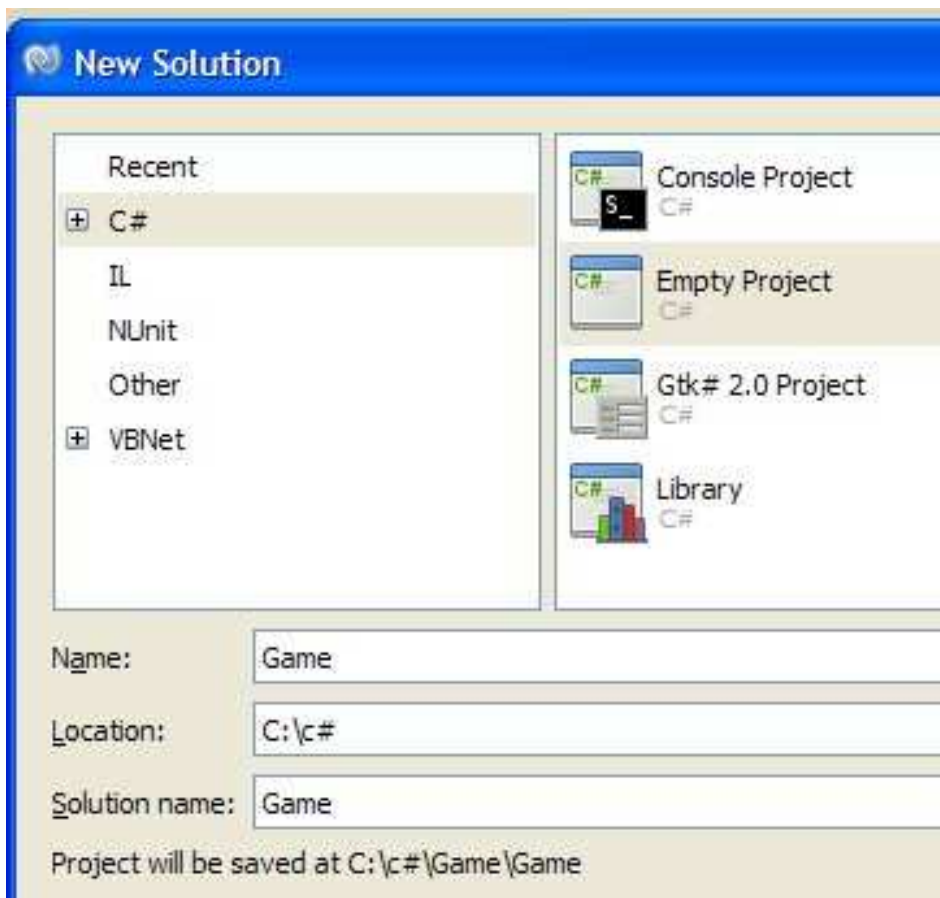 New Solution
Recent
C#
IL
NUnit
Other
VBNet
C#
S_
Console Project
C#
C#
Empty Project
C#
C#
Gtk# 2.0 Project
C#
C#
Library
C#
Name:
Game
Location:
C:\c#
Solution name:
Game
Project will be saved at C:\c#\Game\Game